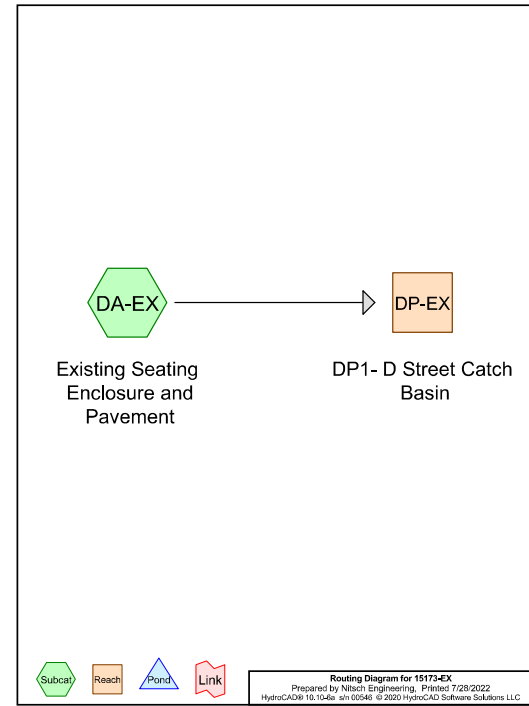 DA-EX
DP-EX
Existing Seating
Enclosure and
Pavement
DP1- D Street Catch
Basin
Subcat
Reach
Pond
Link
Routing Diagram for 15173-EX
Prepared by Nitsch Engineering, Printed 7/28/2022
HydroCAD® 10.10-6a s/n 00546 © 2020 HydroCAD Software Solutions LLC